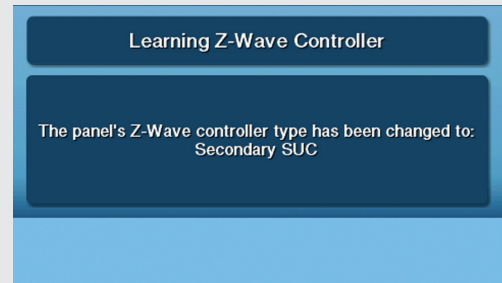 Learning Z-Wave Controller
The panel's Z-Wave controller type has been changed to:
Secondary SUC